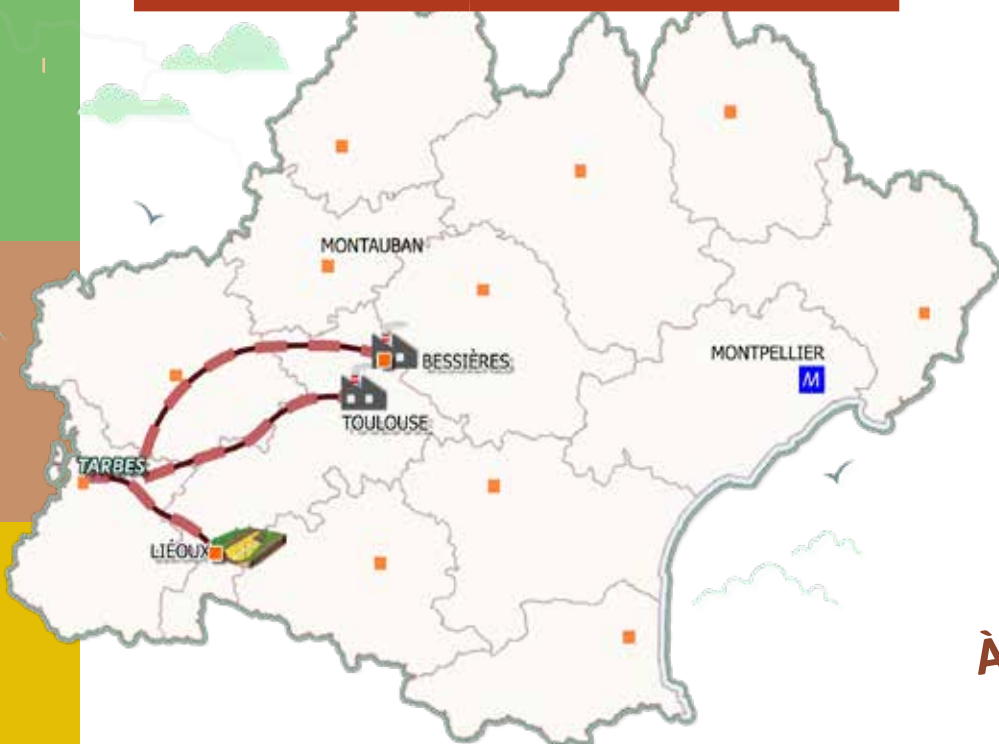 MONTAUBAN
BESSIÈRES
MONTPELLIER
M
TOULOUSE
TARBES
LIÉOUX
À